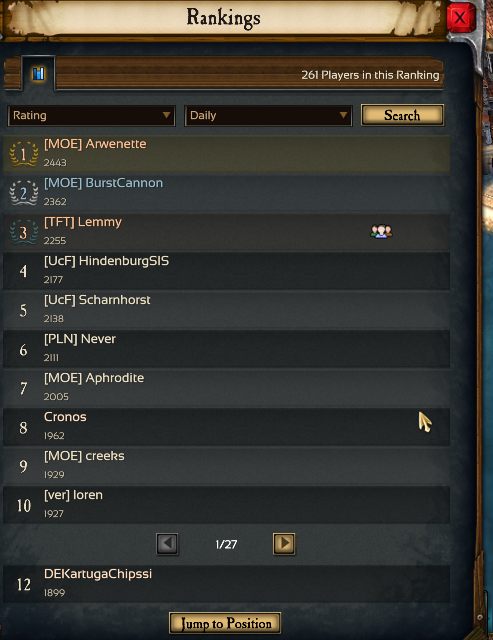 Rankings
261 Players in this Ranking
Rating
Daily
Search
1
[MOE] Arwenette
2443
2
[MOE] BurstCannon
2362
3
[TFT] Lemmy
2255
4
[UcF] HindenburgSIS
2177
5
[UcF] Scharnhorst
2138
6
[PLN] Never
2111
7
[MOE] Aphrodite
2005
8
Cronos
1962
9
[MOE] creeks
1929
10
[ver] loren
1927
1/27
12
DEKartugaChipssi
1899
Jump to Position